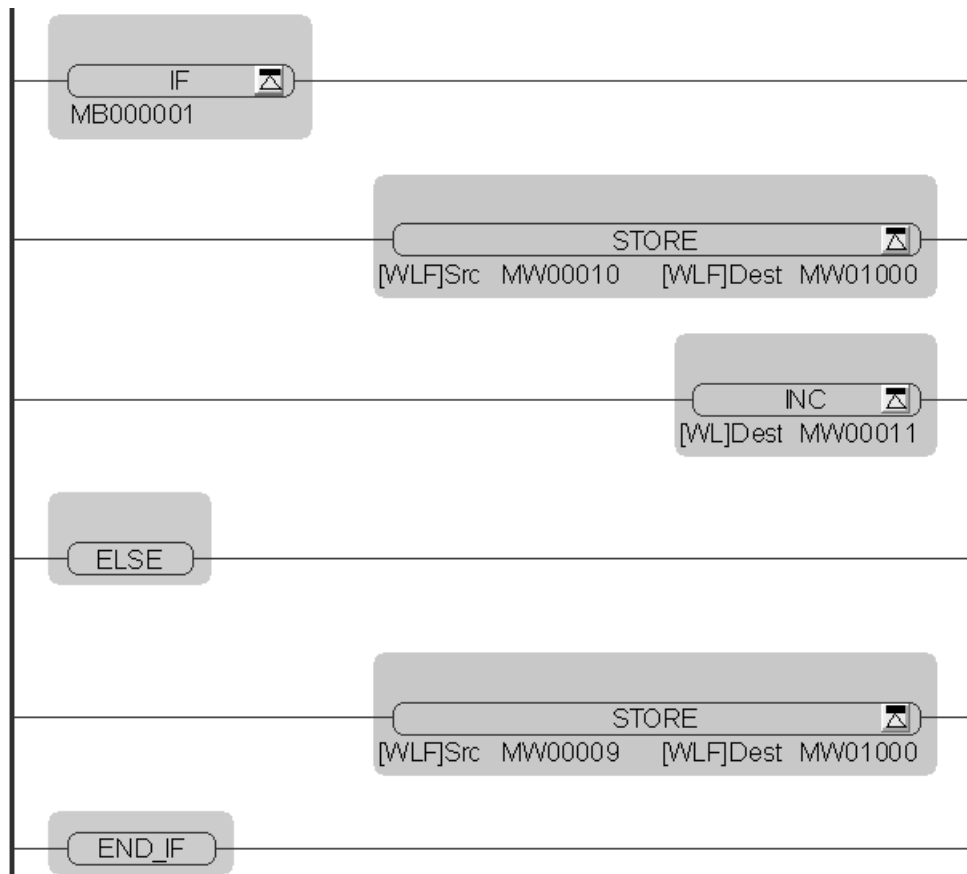 IF
MB000001
STORE
[WLF]Src MW00010 [WLF]Dest MW01000
INC
[WL]Dest MW00011
ELSE
STORE
[WLF]Src MW00009 [WLF]Dest MW01000
END_IF